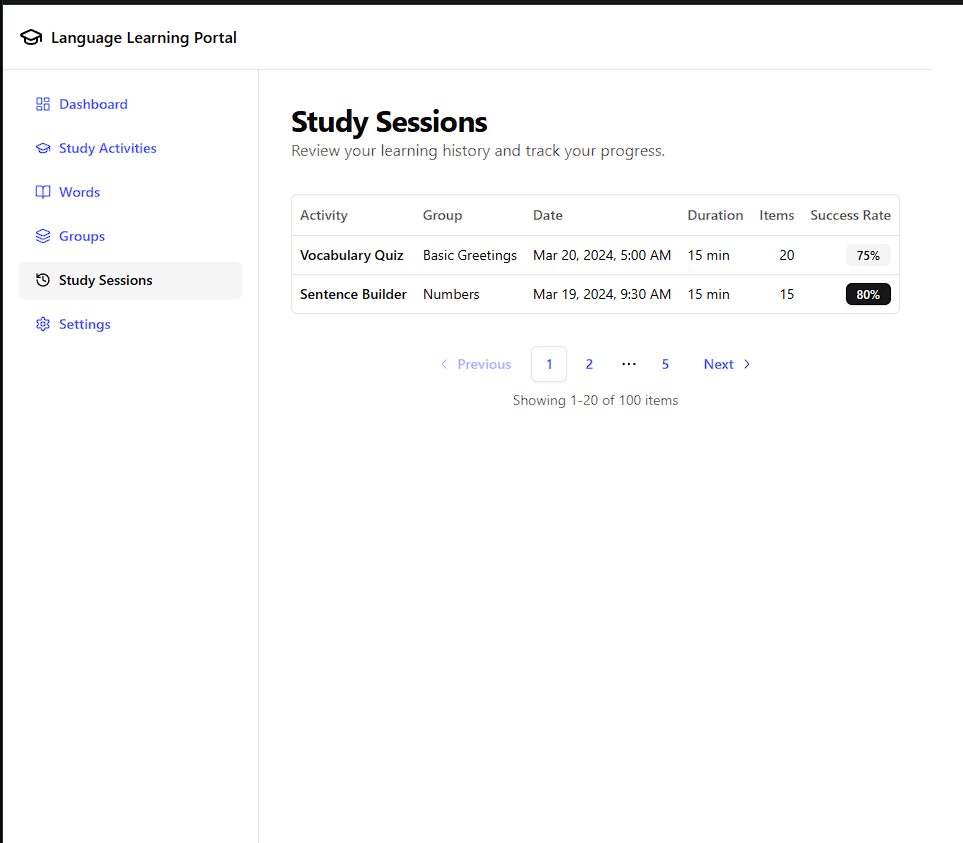 Language Learning Portal
Dashboard
Study Activities
Words
Groups
Study Sessions
Settings
Study Sessions
Review your learning history and track your progress.
Activity Group Date Duration Items Success Rate
Vocabulary Quiz Basic Greetings Mar 20, 2024, 5:00 AM 15 min 20 75%
Sentence Builder Numbers Mar 19, 2024, 9:30 AM 15 min 15 80%
Previous 1 2 ... 5 Next
Showing 1-20 of 100 items